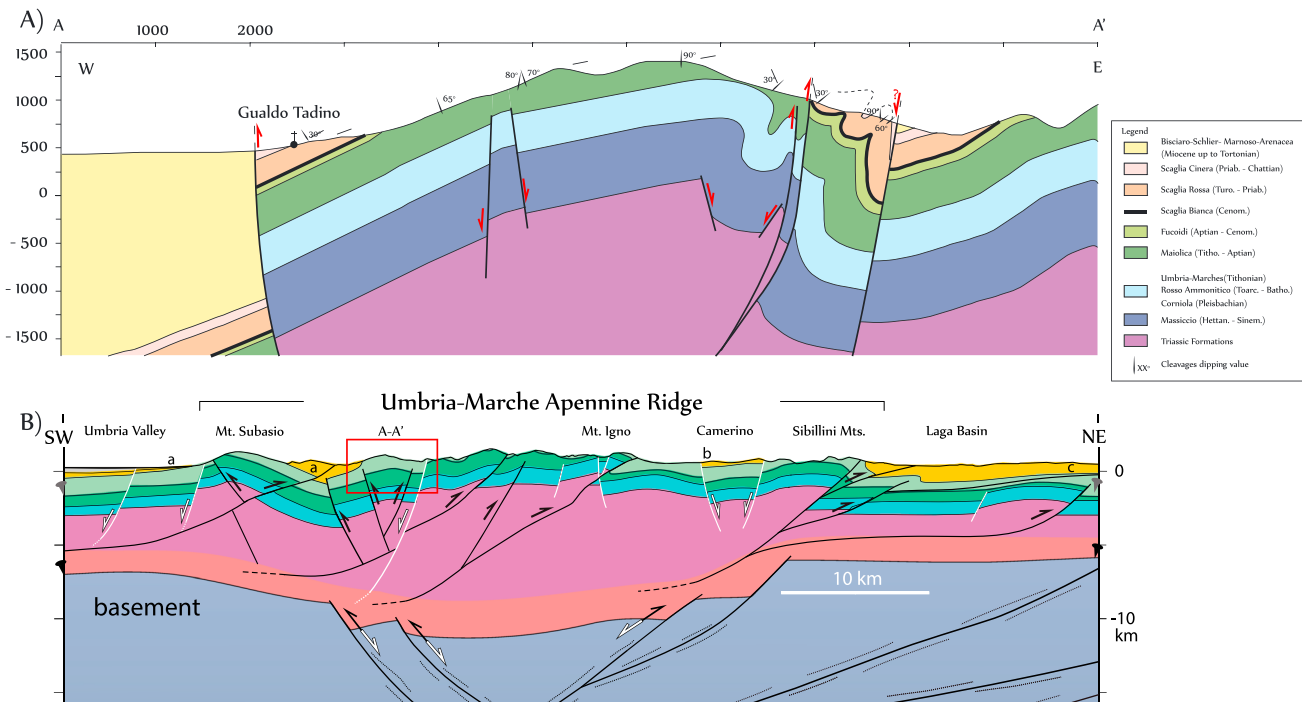 A)
A
1000
2000
A'
1500
1000
500
0
- 500
- 1000
- 1500
W
E
Gualdo Tadino
30°
65°
80°
70°
90°
30°
30°
90°
60°
?
Legend
Bisciaro-Schlier- Marnoso-Arenacea
(Miocene up to Tortonian)
Scaglia Cinera (Priab. - Chattian)
Scaglia Rossa (Turo. - Priab.)
Scaglia Bianca (Cenom.)
Fucoidi (Aptian - Cenom.)
Maiolica (Titho. - Aptian)
Umbria-Marches(Tithonian)
Rosso Ammonitico (Toarc. - Batho.)
Corniola (Pleisbachian)
Massiccio (Hettan. - Sinem.)
Triassic Formations
XX°
Cleavages dipping value
B)
Umbria-Marche Apennine Ridge
SW
Umbria Valley
Mt. Subasio
A-A'
Mt. Igno
Camerino
Sibillini Mts.
Laga Basin
NE
a
a
b
c
0
10 km
basement
-10
km